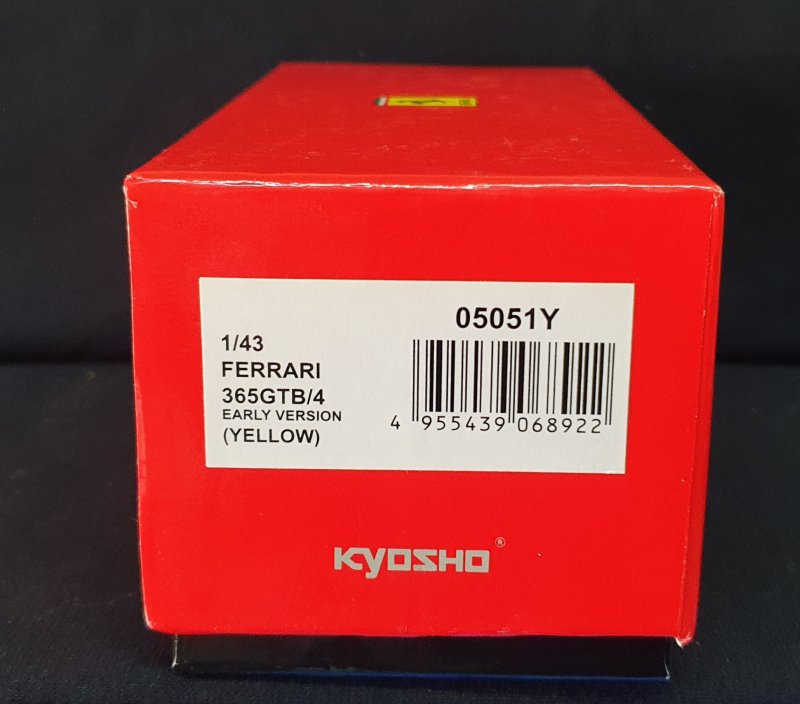 05051Y
1/43
FERRARI
365GTB/4
EARLY VERSION
(YELLOW)
4 955439 068922
KYOSHO®